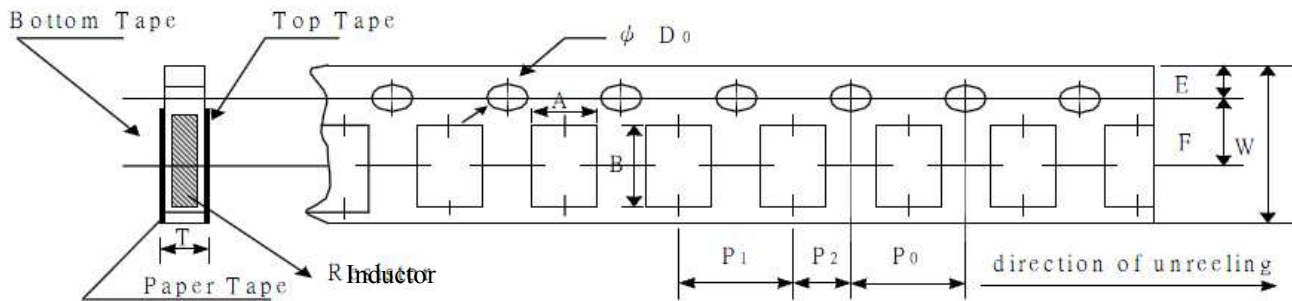 Bottom Tape
Top Tape
ϕ D0
E
A
F
W
B
T
P1
P2
P0
direction of unreeling
Inductor
Paper Tape